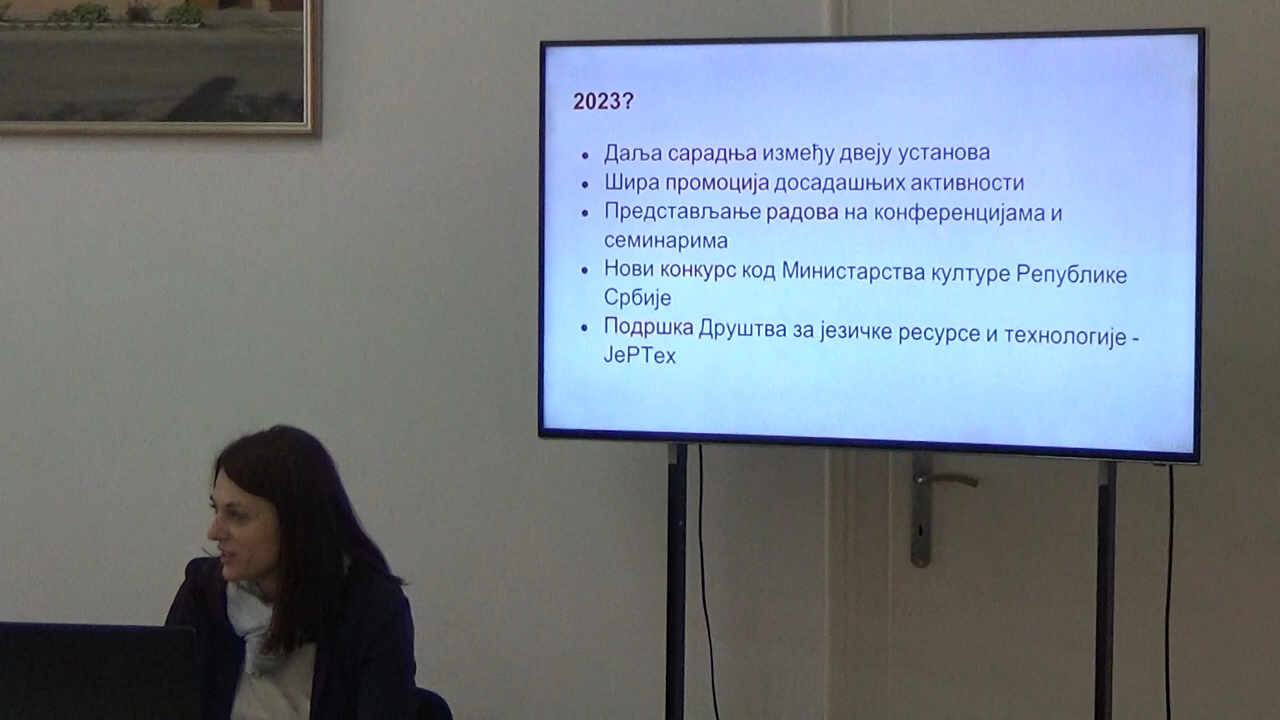 2023?
• Даља сарадња између двеју установа
• Шира промоција досадашњих активности
• Представљање радова на конференцијама и
семинарима
• Нови конкурс код Министарства културе Републике
Србије
• Подршка Друштва за језичке ресурсе и технологије -
ЈеРТех